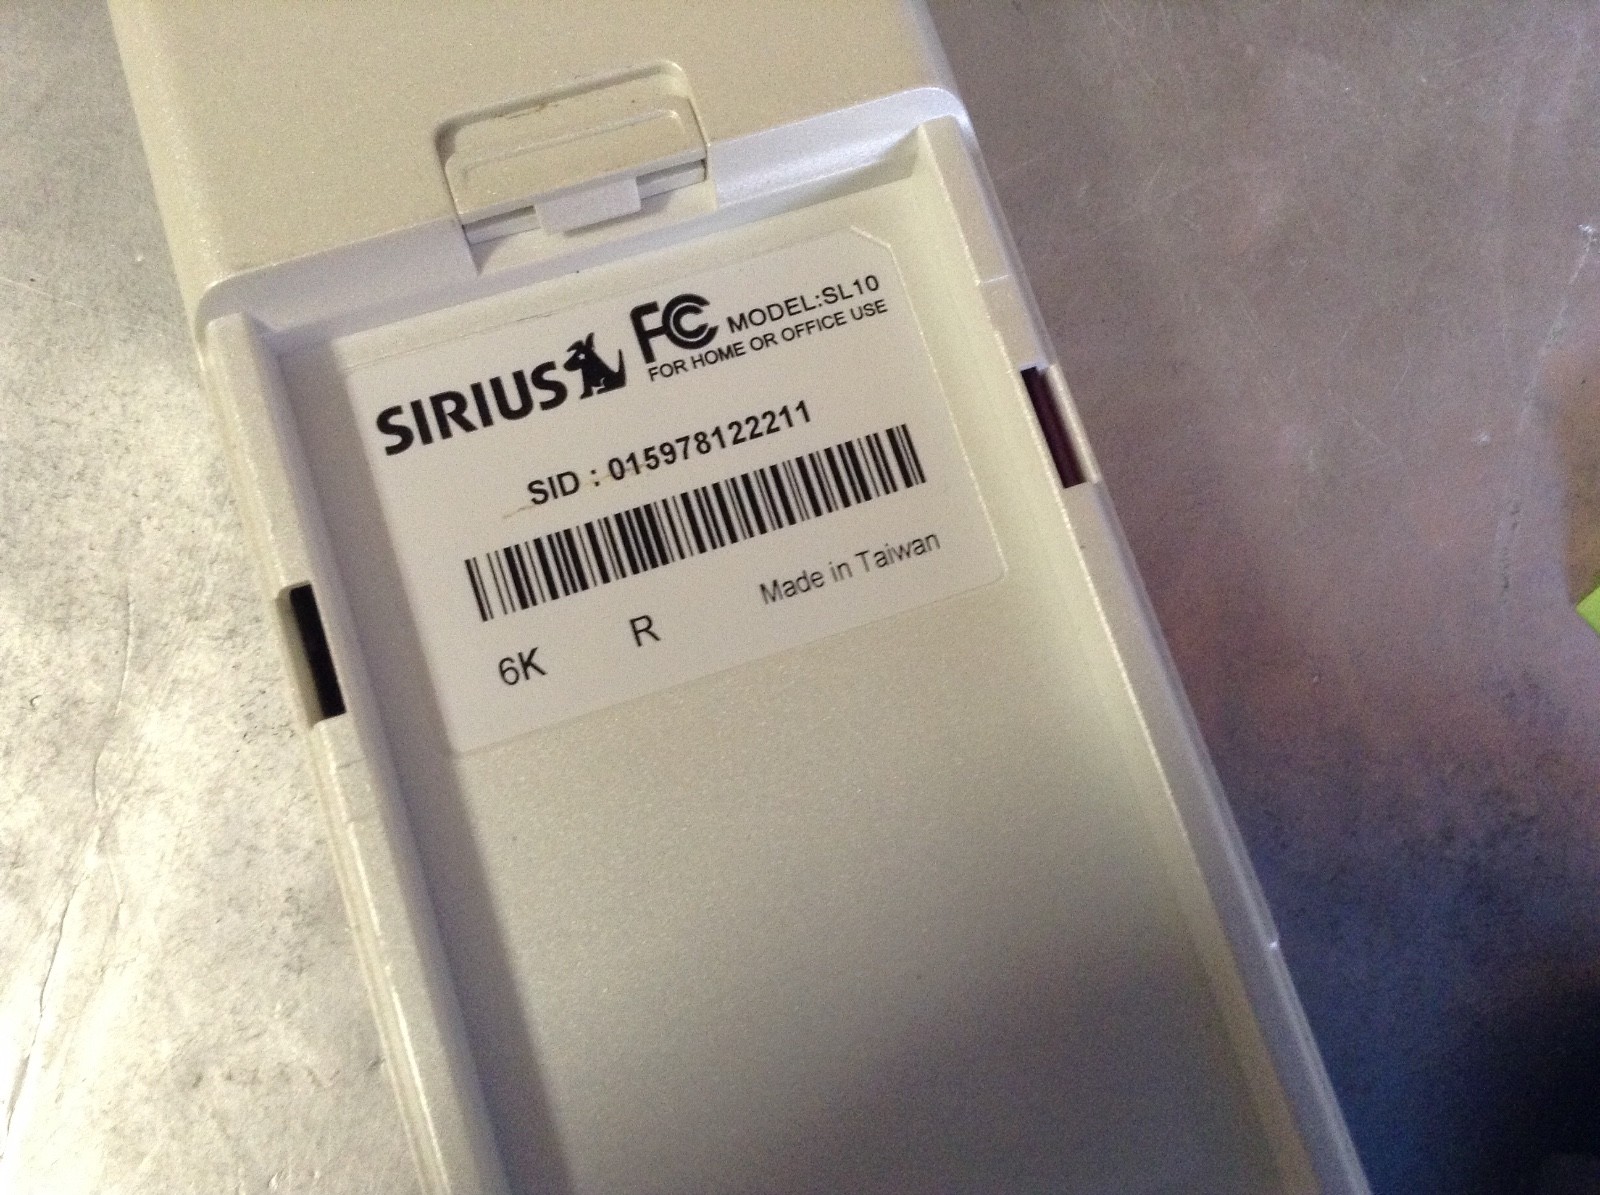 SIRIUS FC MODEL:SL10
FOR HOME OR OFFICE USE
SID : 015978122211
Made in Taiwan
6K R